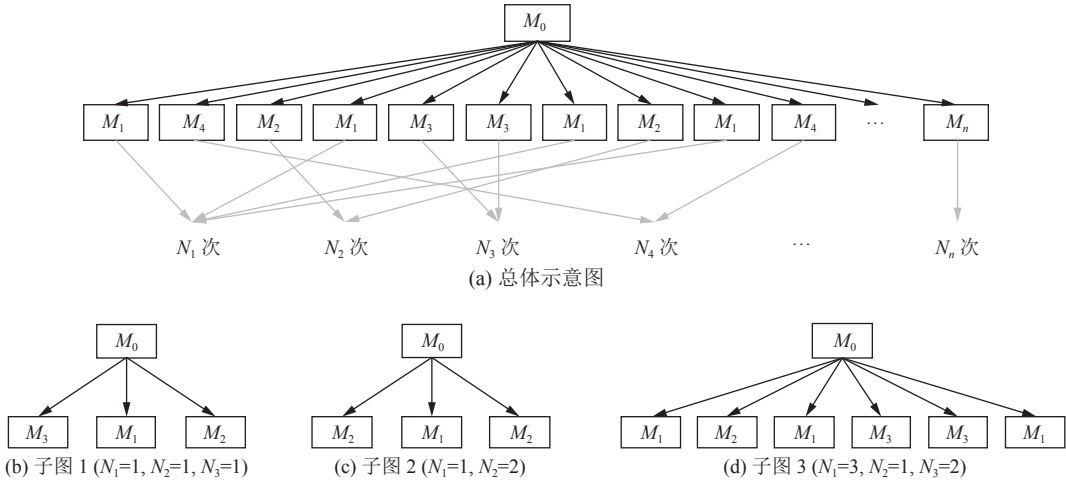 M₀
M₁ M₄ M₂ M₁ M₃ M₃ M₁ M₂ M₁ M₄ … Mₙ
N₁ 次 N₂ 次 N₃ 次 N₄ 次 … Nₙ 次
(a) 总体示意图
M₀ M₀ M₀
M₃ M₁ M₂ M₂ M₁ M₂ M₁ M₂ M₁ M₃ M₃ M₁
(b) 子图 1 (N₁=1, N₂=1, N₃=1) (c) 子图 2 (N₁=1, N₂=2) (d) 子图 3 (N₁=3, N₂=1, N₃=2)